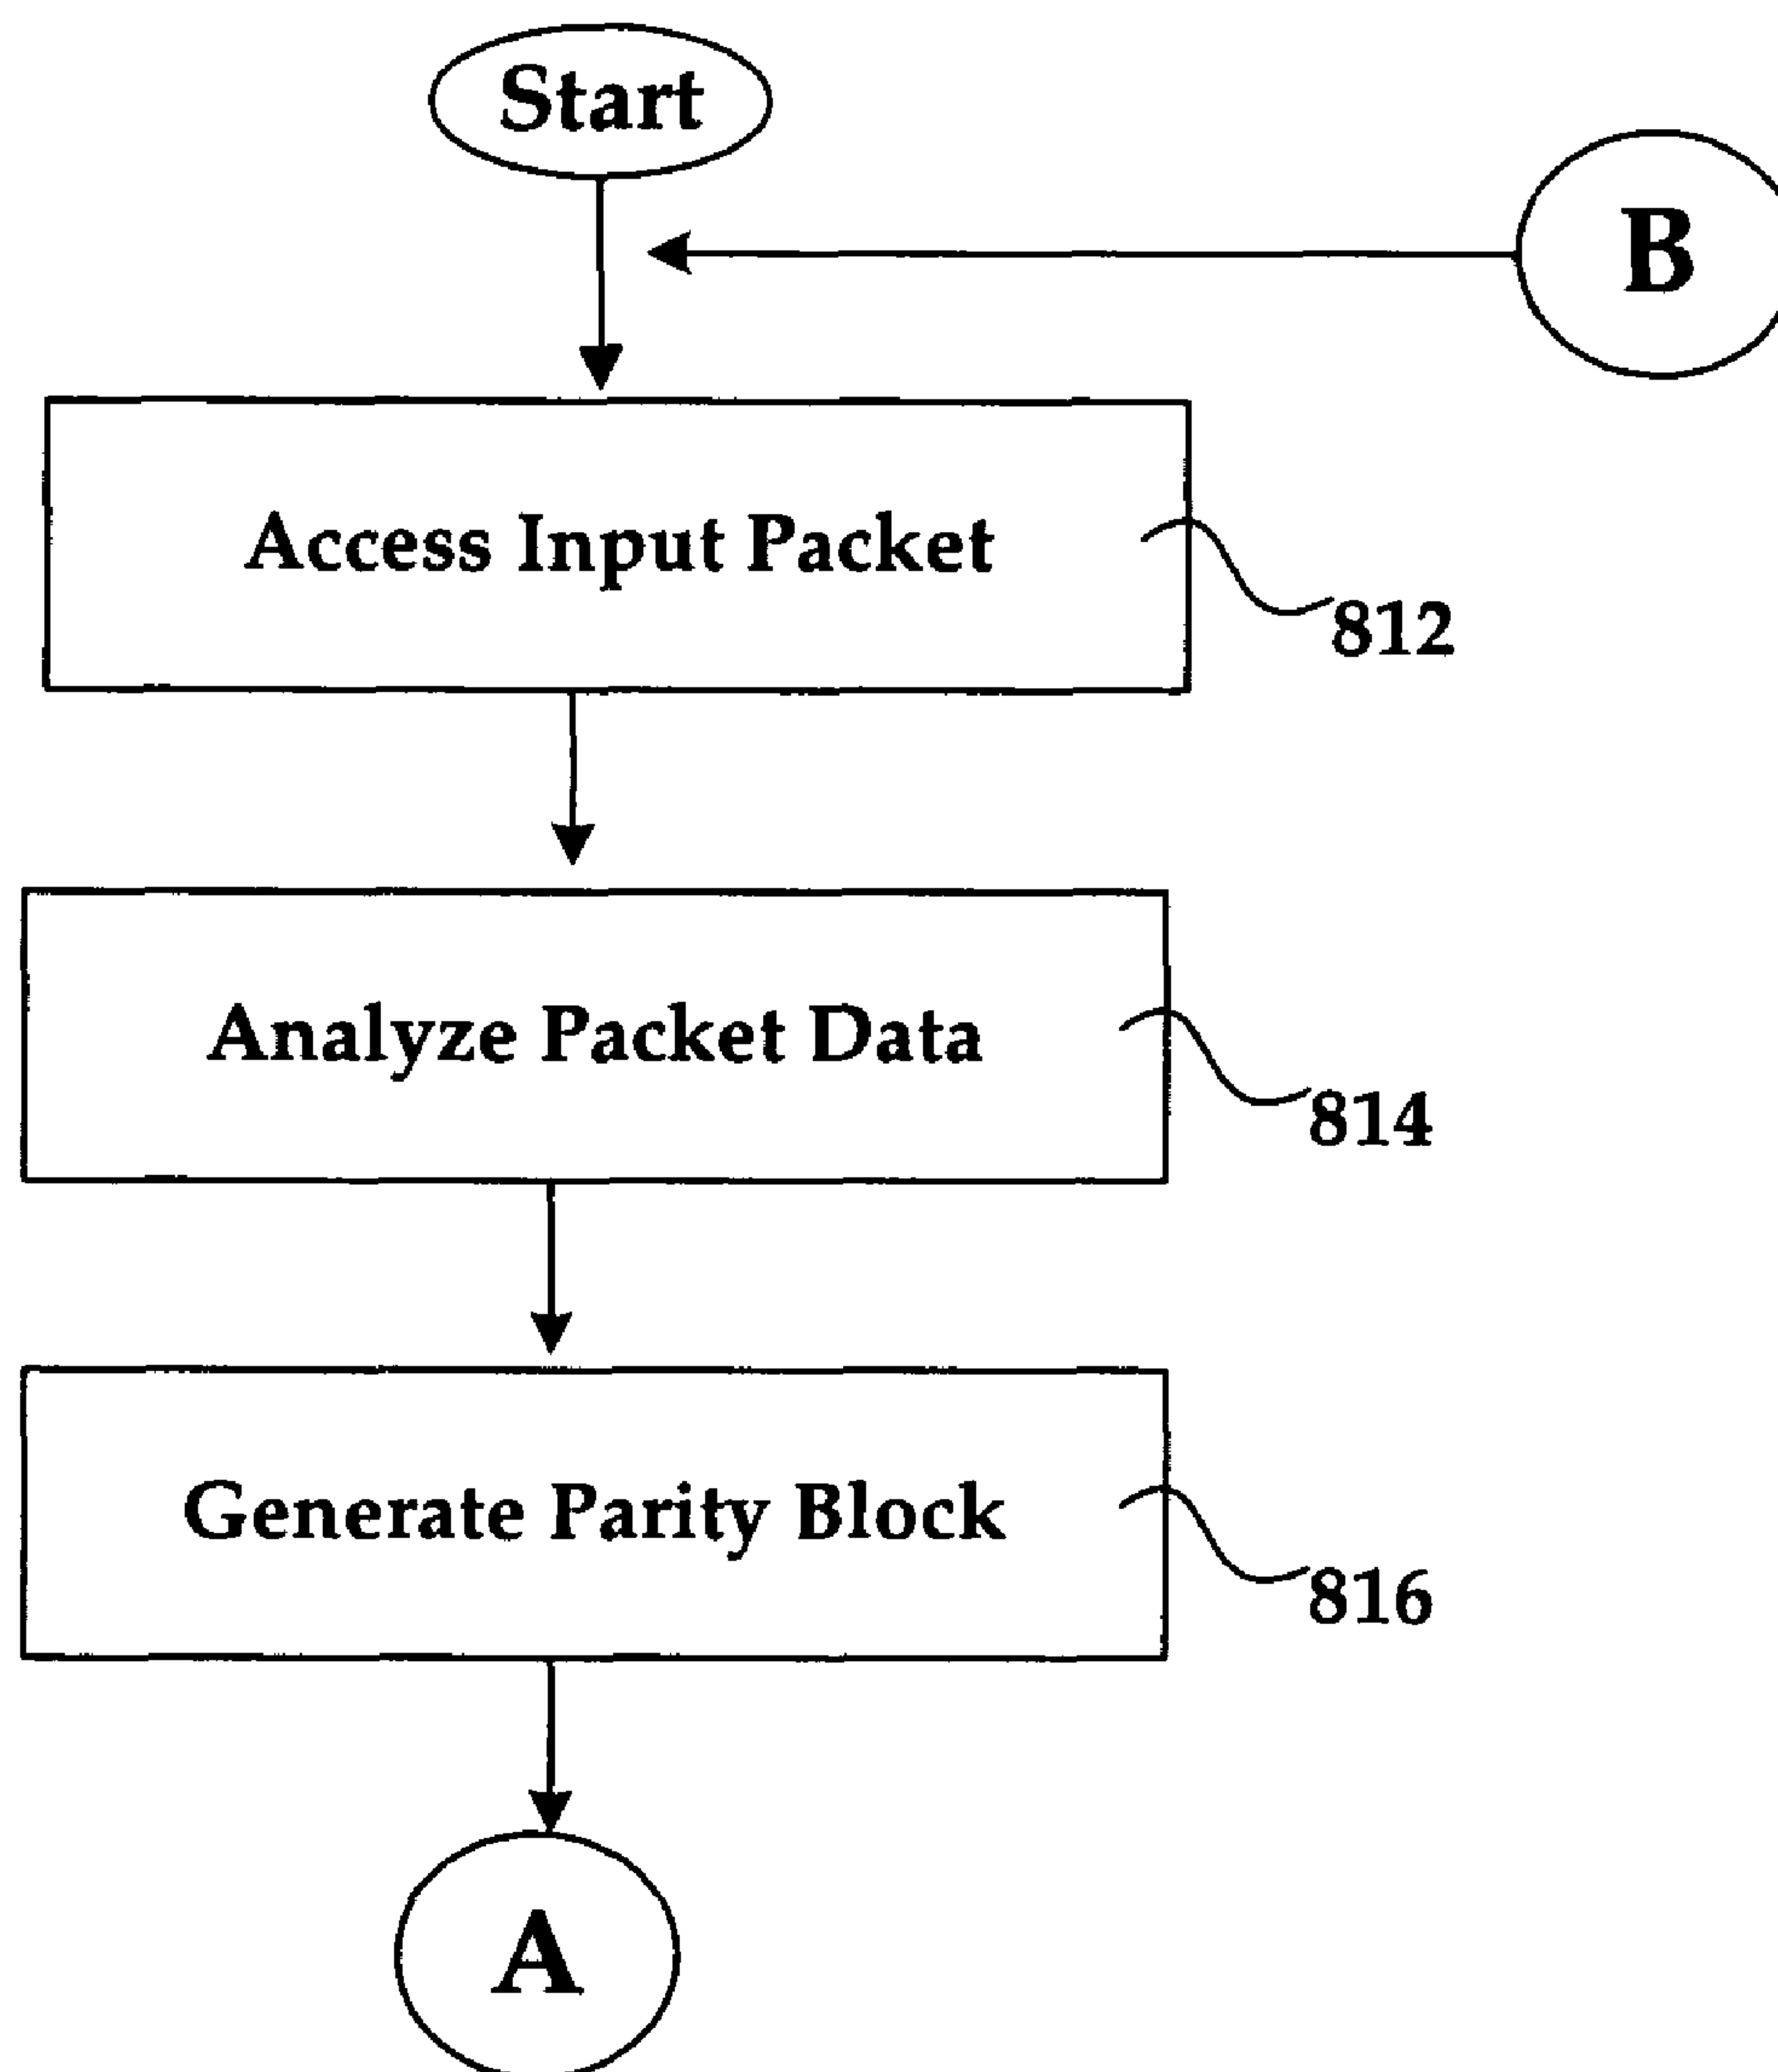 Start
B
Access Input Packet
812
Analyze Packet Data
814
Generate Parity Block
816
A